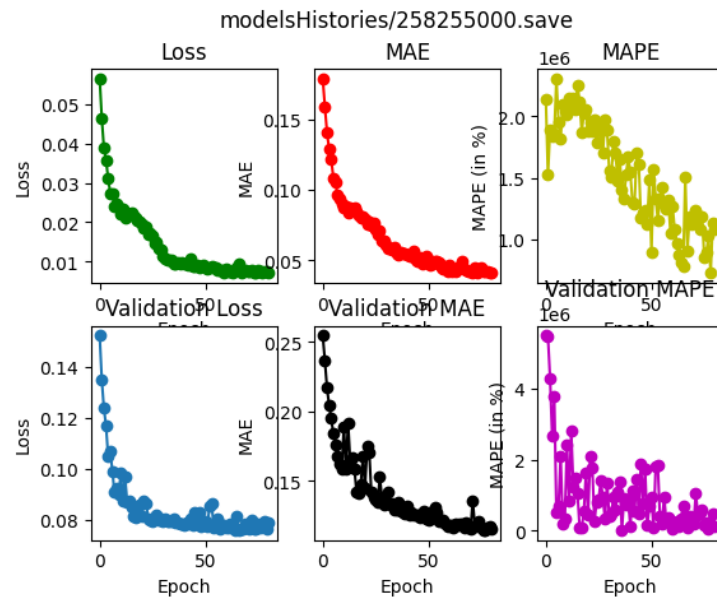 modelsHistories/258255000.save
Loss
MAE
MAPE
1e6
0.05
0.04
0.03
0.02
0.01
Loss
0
50
Epoch
0.15
0.10
0.05
MAE
0
50
Epoch
2.0
1.5
1.0
MAPE (in %)
0
50
Epoch
Validation Loss
Validation MAE
Validation MAPE
1e6
0.14
0.12
0.10
0.08
Loss
0
50
Epoch
0.25
0.20
0.15
MAE
0
50
Epoch
4
2
0
MAPE (in %)
0
50
Epoch